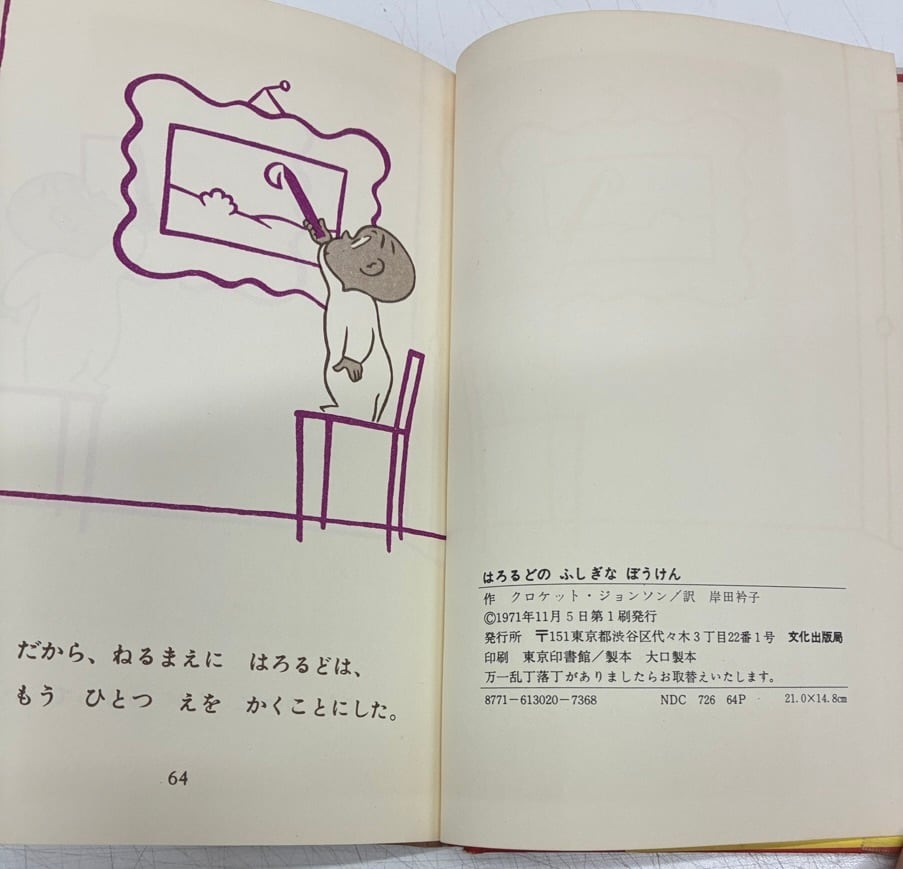 だから、ねるまえに　はろるどは、
もう　ひとつ　えを　かくことにした。
64
はろるどの ふしぎな ぼうけん
作　クロケット・ジョンソン／訳　岸田衿子
©1971年11月5日第1刷発行
発行所　〒151東京都渋谷区代々木3丁目22番1号　文化出版局
印刷　東京印書館／製本　大口製本
万一乱丁落丁がありましたらお取替えいたします。
8771-613020-7368　NDC 726 64P　21.0×14.8㎝